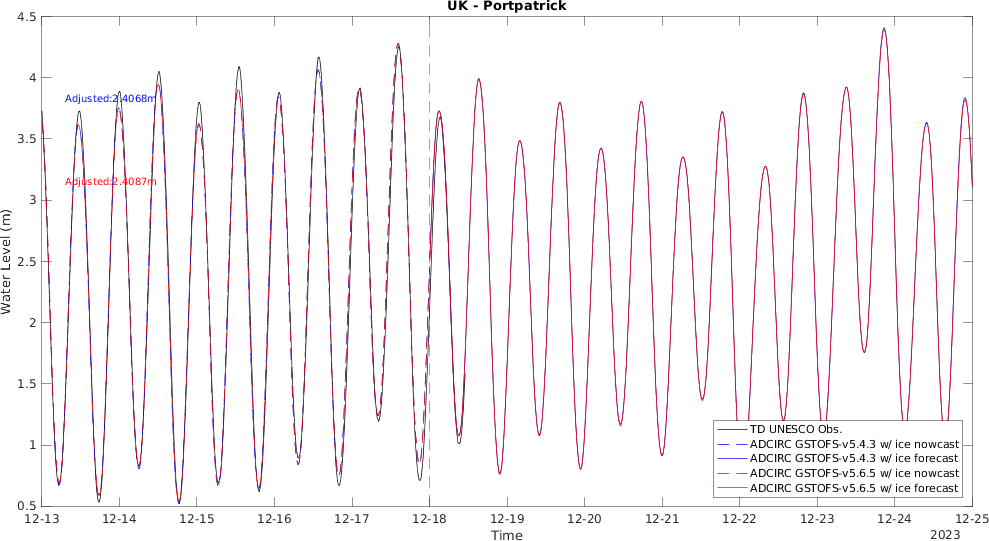 UK - Portpatrick
4.5
4
3.5
3
2.5
2
1.5
1
0.5
Water Level (m)
Adjusted:2.4068m
Adjusted:2.4087m
TD UNESCO Obs.
ADCIRC GSTOFS-v5.4.3 w/ ice nowcast
ADCIRC GSTOFS-v5.4.3 w/ ice forecast
ADCIRC GSTOFS-v5.6.5 w/ ice nowcast
ADCIRC GSTOFS-v5.6.5 w/ ice forecast
12-13 12-14 12-15 12-16 12-17 12-18 12-19 12-20 12-21 12-22 12-23 12-24 12-25
Time
2023